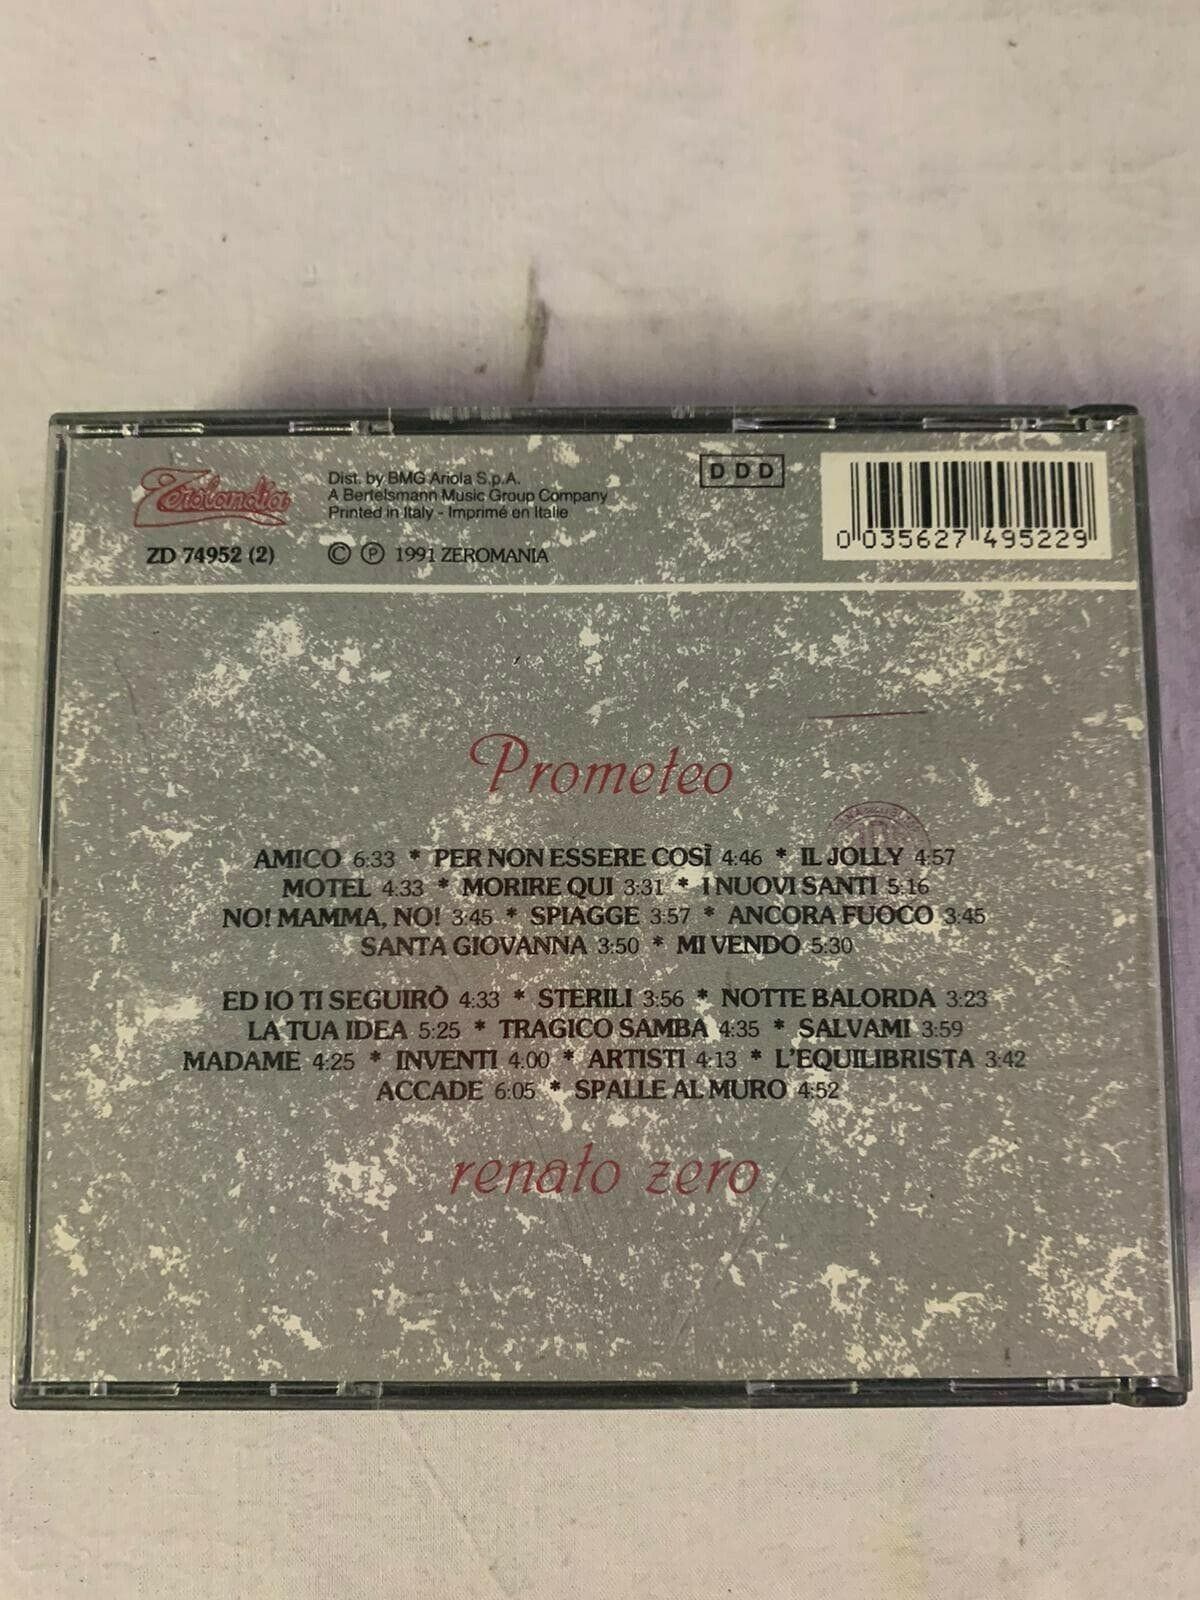 Zerolandia
Dist. by BMG Ariola S.p.A.
A Bertelsmann Music Group Company
Printed in Italy - Imprimé en Italie
ZD 74952 (2)
© ℗ 1991 ZEROMANIA
DDD
0 035627 495229
Prometeo
AMICO 6:33 * PER NON ESSERE COSÌ 4:46 * IL JOLLY 4:57
MOTEL 4:33 * MORIRE QUI 3:31 * I NUOVI SANTI 5:16
NO! MAMMA, NO! 3:45 * SPIAGGE 3:57 * ANCORA FUOCO 3:45
SANTA GIOVANNA 3:50 * MI VENDO 5:30
ED IO TI SEGUIRÒ 4:33 * STERILI 3:56 * NOTTE BALORDA 3:23
LA TUA IDEA 5:25 * TRAGICO SAMBA 4:35 * SALVAMI 3:59
MADAME 4:25 * INVENTI 4.00 * ARTISTI 4:13 * L'EQUILIBRISTA 3:42
ACCADE 6:05 * SPALLE AL MURO 4:52
renato zero